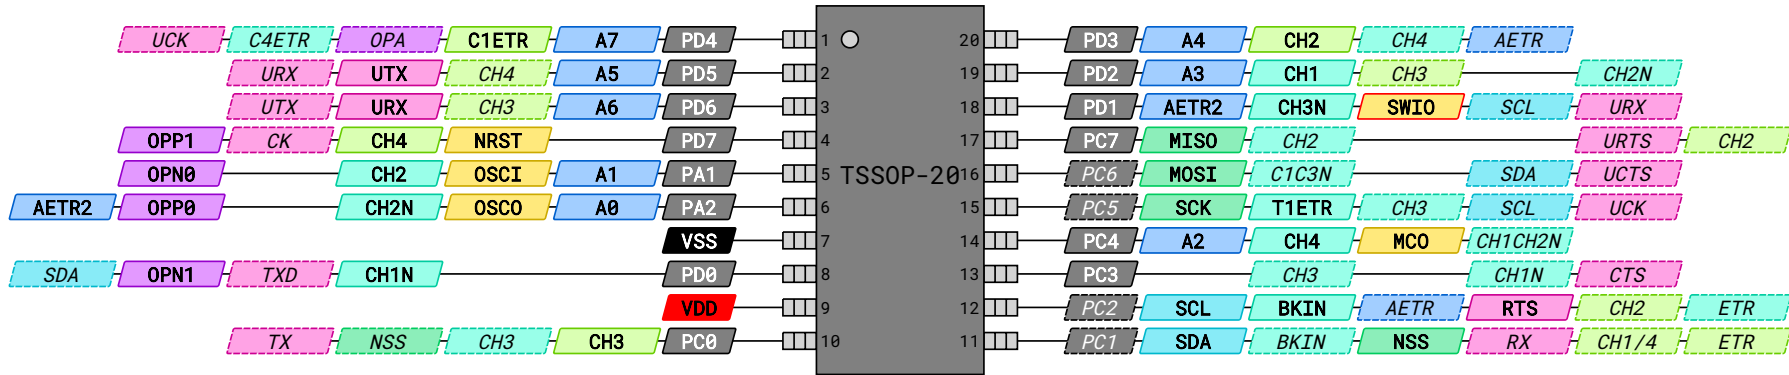 UCK C4ETR OPA C1ETR A7 PD4 1 20 PD3 A4 CH2 CH4 AETR
URX UTX CH4 A5 PD5 2 19 PD2 A3 CH1 CH3 CH2N
UTX URX CH3 A6 PD6 3 18 PD1 AETR2 CH3N SWIO SCL URX
OPP1 CK CH4 NRST PD7 4 17 PC7 MISO CH2 URTS CH2
OPN0 CH2 OSCI A1 PA1 5 TSSOP-20 16 PC6 MOSI C1C3N SDA UCTS
AETR2 OPP0 CH2N OSCO A0 PA2 6 15 PC5 SCK T1ETR CH3 SCL UCK
VSS 7 14 PC4 A2 CH4 MCO CH1CH2N
SDA OPN1 TXD CH1N PD0 8 13 PC3 CH3 CH1N CTS
VDD 9 12 PC2 SCL BKIN AETR RTS CH2 ETR
TX NSS CH3 CH3 PC0 10 11 PC1 SDA BKIN NSS RX CH1/4 ETR